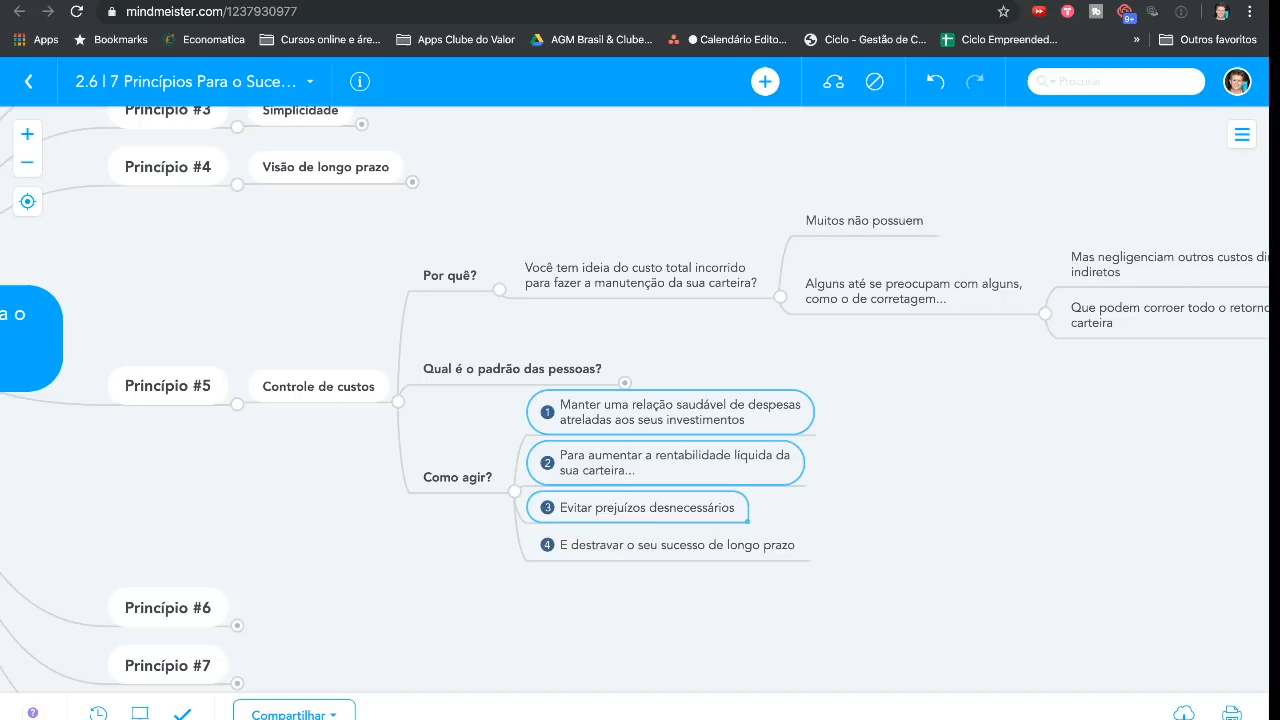 mindmeister.com/1237930977
9+
Apps
Bookmarks
Economatica
Cursos online e áre...
Apps Clube do Valor
AGM Brasil & Clube...
Calendário Edito...
Ciclo - Gestão de C...
Ciclo Empreended...
»
Outros favoritos
2.6 | 7 Princípios Para o Suce...
Procurar
Princípio #3
Simplicidade
Princípio #4
Visão de longo prazo
Muitos não possuem
Por quê?
Você tem ideia do custo total incorrido
para fazer a manutenção da sua carteira?
Alguns até se preocupam com alguns,
como o de corretagem...
Mas negligenciam outros custos di
indiretos
Que podem corroer todo o retorno
carteira
a o
Princípio #5
Controle de custos
Qual é o padrão das pessoas?
Como agir?
1 Manter uma relação saudável de despesas
atreladas aos seus investimentos
2 Para aumentar a rentabilidade líquida da
sua carteira...
3 Evitar prejuízos desnecessários
4 E destravar o seu sucesso de longo prazo
Princípio #6
Princípio #7
?
Compartilhar